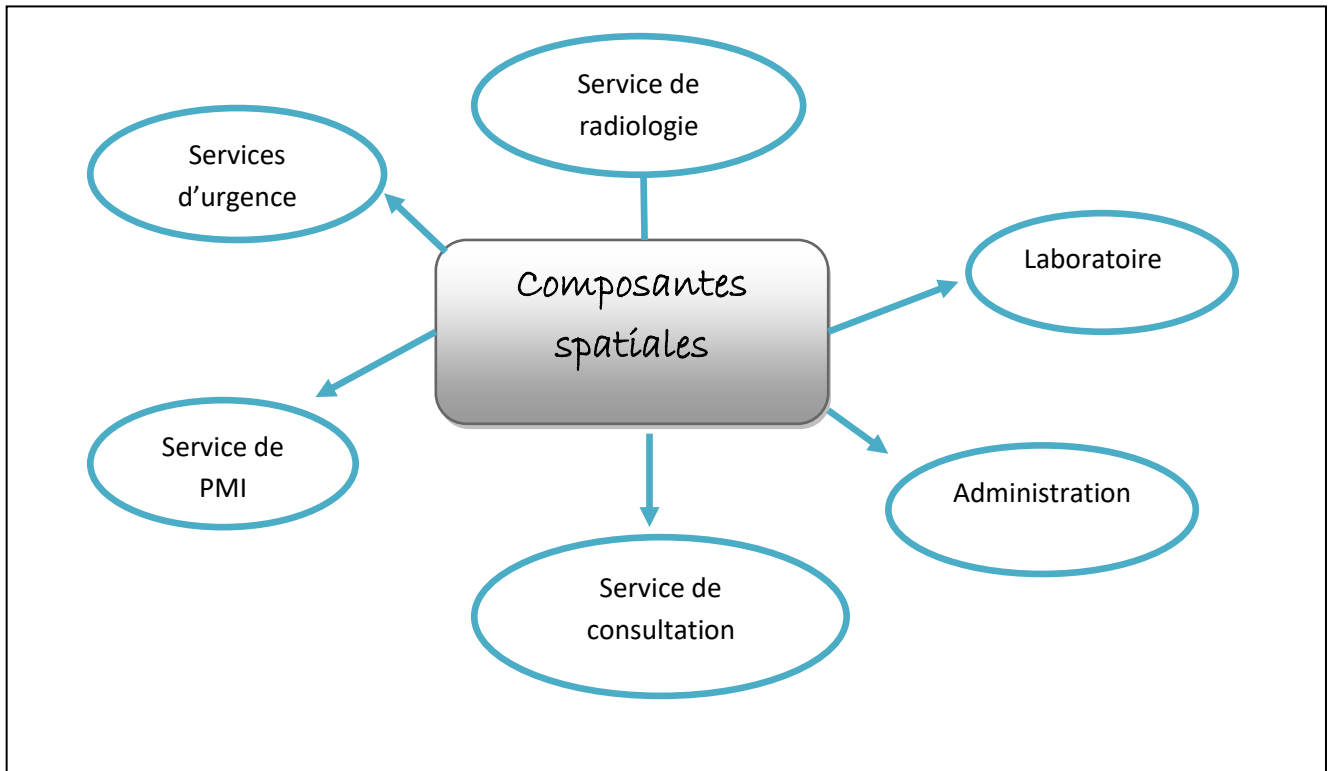 Service de
radiologie
Services
d’urgence
Composantes
spatiales
Laboratoire
Service de
PMI
Administration
Service de
consultation